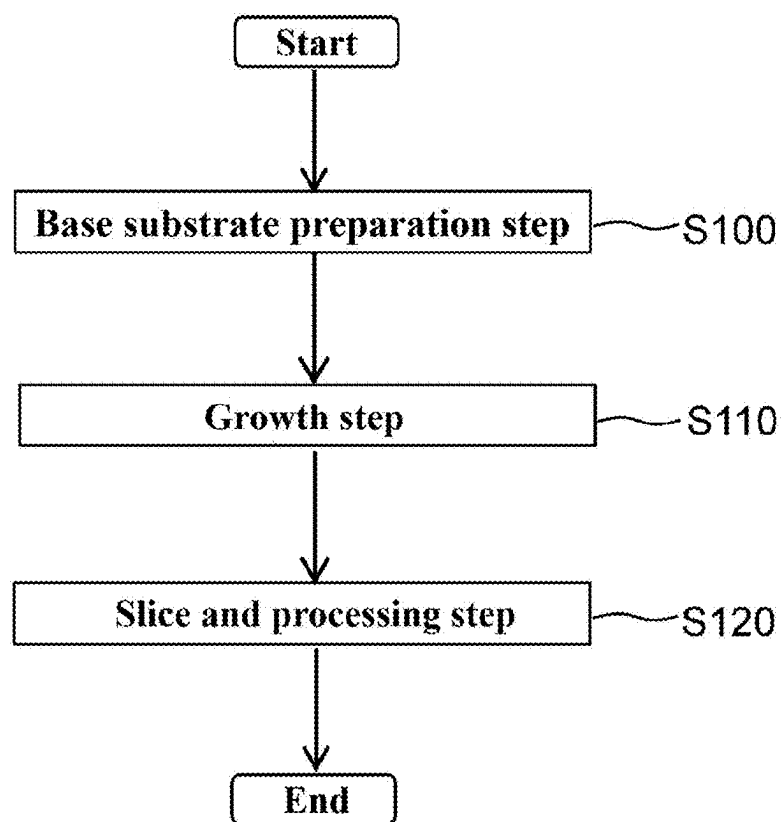 Start
Base substrate preparation step
S100
Growth step
S110
Slice and processing step
S120
End